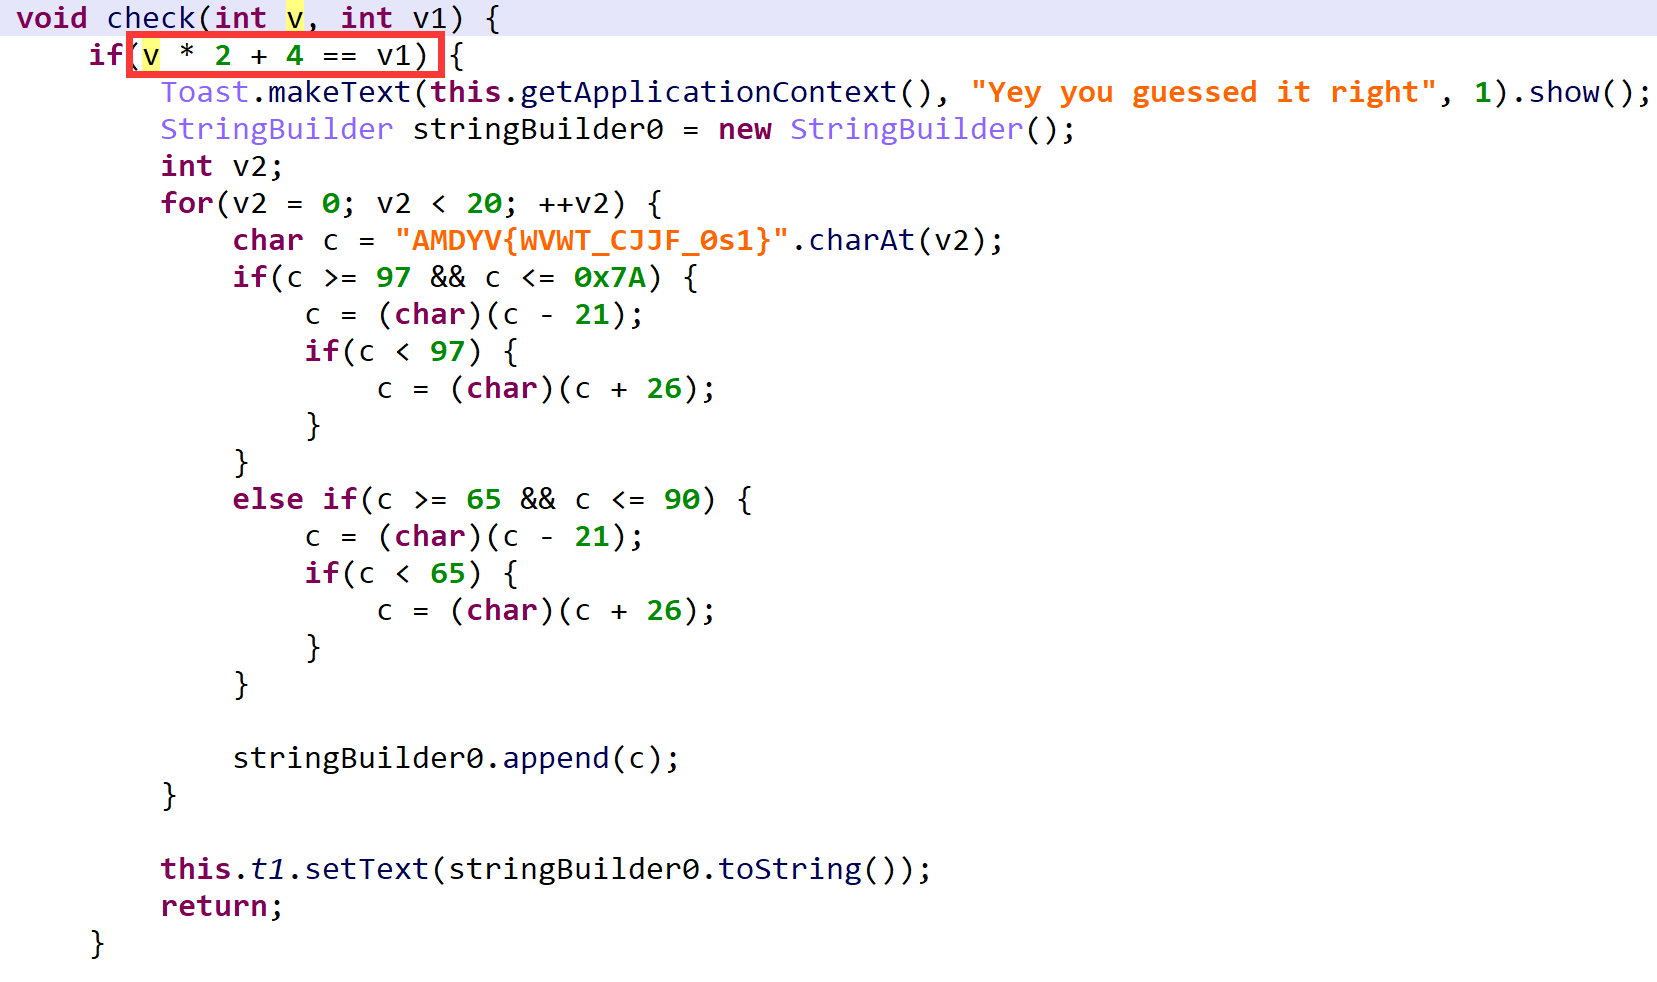 void check(int v, int v1) {
    if(v * 2 + 4 == v1) {
        Toast.makeText(this.getApplicationContext(), "Yey you guessed it right", 1).show();
        StringBuilder stringBuilder0 = new StringBuilder();
        int v2;
        for(v2 = 0; v2 < 20; ++v2) {
            char c = "AMDYV{WVWT_CJJF_0s1}".charAt(v2);
            if(c >= 97 && c <= 0x7A) {
                c = (char)(c - 21);
                if(c < 97) {
                    c = (char)(c + 26);
                }
            }
            else if(c >= 65 && c <= 90) {
                c = (char)(c - 21);
                if(c < 65) {
                    c = (char)(c + 26);
                }
            }

            stringBuilder0.append(c);
        }

        this.t1.setText(stringBuilder0.toString());
        return;
    }